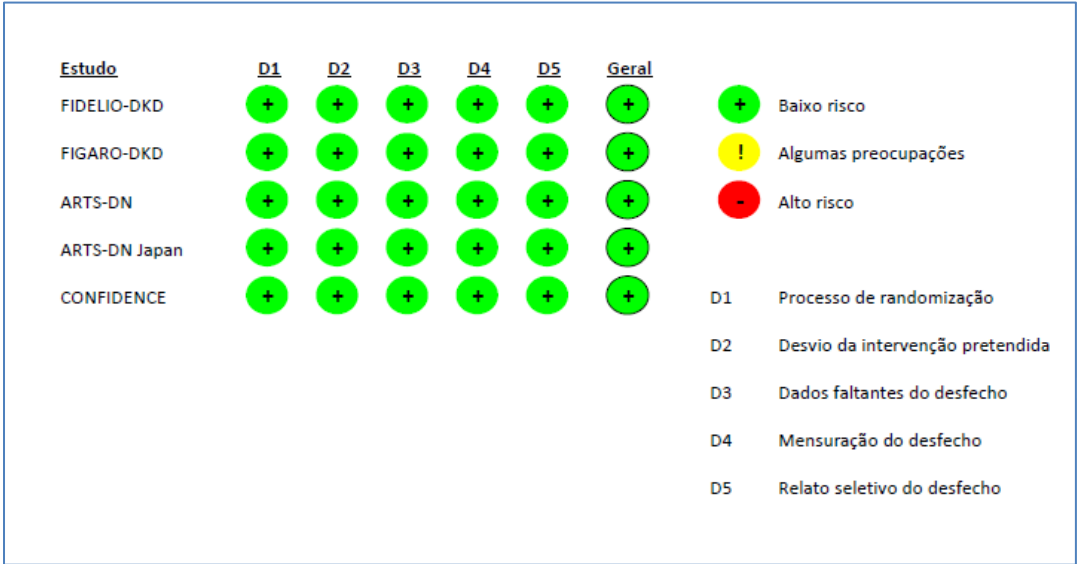 Estudo D1 D2 D3 D4 D5 Geral
FIDELIO-DKD + + + + + +
+ Baixo risco
FIGARO-DKD + + + + + +
! Algumas preocupações
ARTS-DN + + + + + +
- Alto risco
ARTS-DN Japan + + + + + +
CONFIDENCE + + + + + +
D1 Processo de randomização
D2 Desvio da intervenção pretendida
D3 Dados faltantes do desfecho
D4 Mensuração do desfecho
D5 Relato seletivo do desfecho